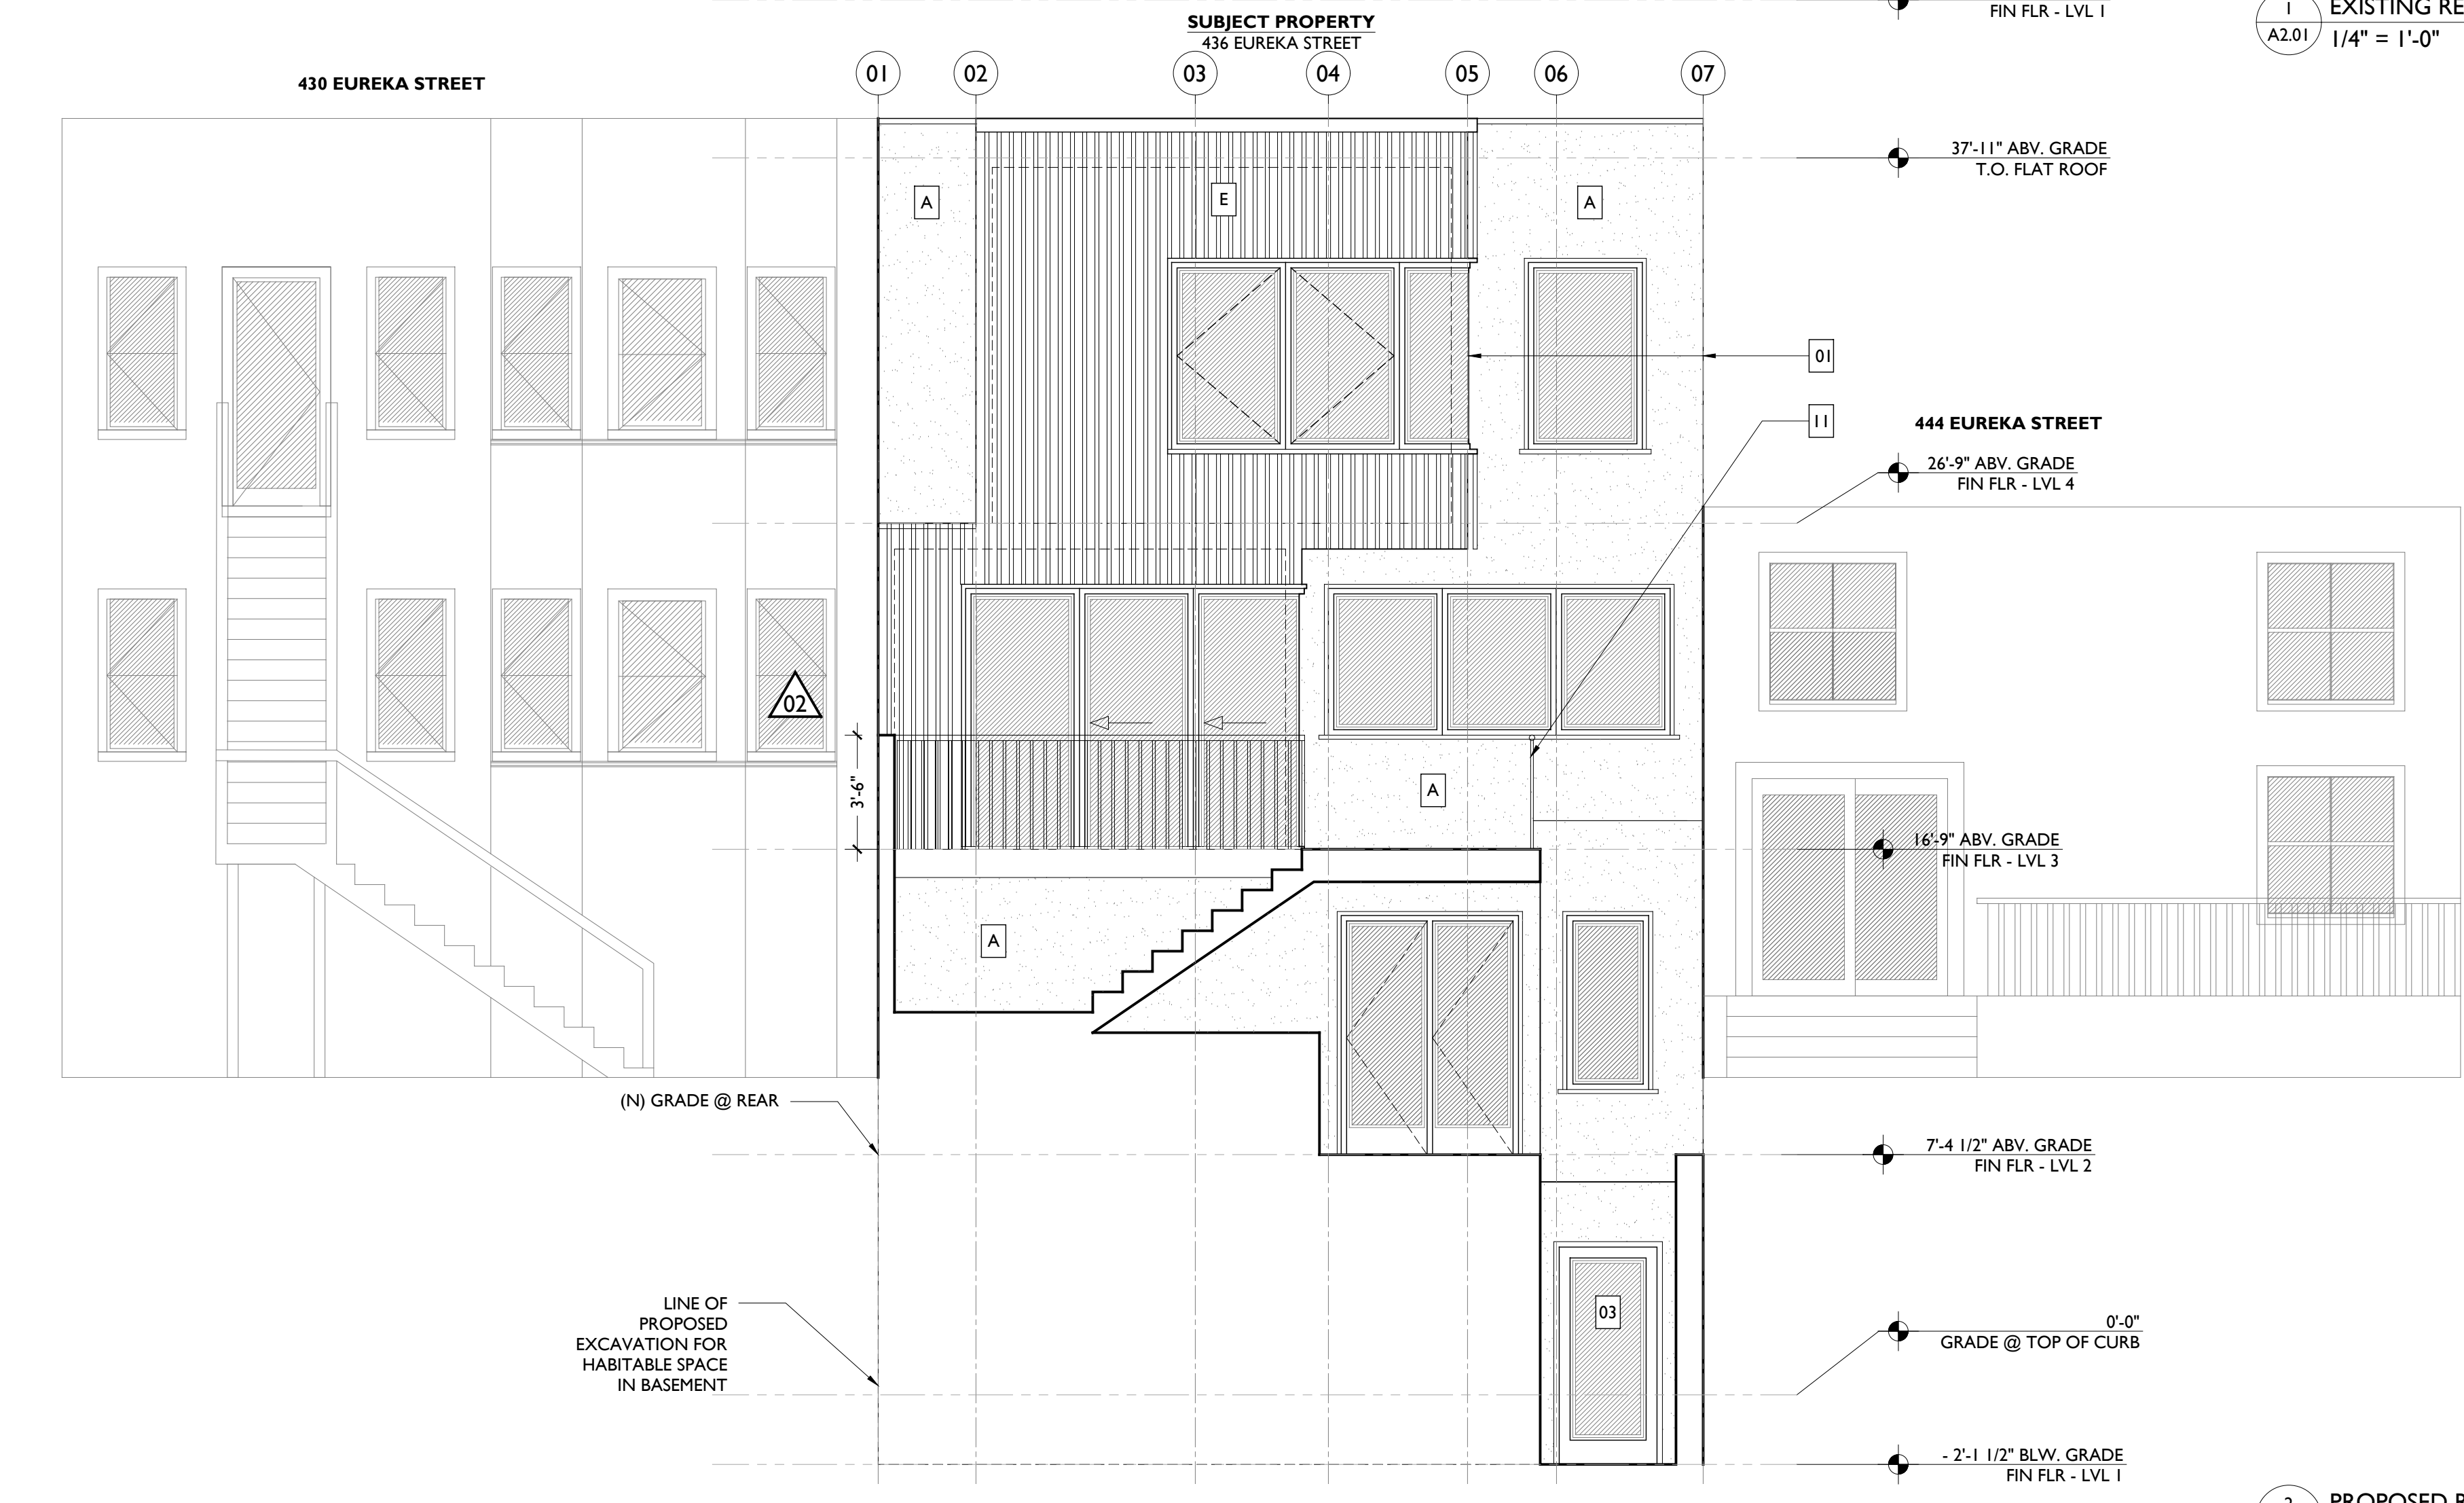 FIN FLR - LVL 1
1
A2.01
EXISTING RE
1/4" = 1'-0"
SUBJECT PROPERTY
436 EUREKA STREET
430 EUREKA STREET
01
02
03
04
05
06
07
37'-11" ABV. GRADE
T.O. FLAT ROOF
A
E
A
01
11
444 EUREKA STREET
26'-9" ABV. GRADE
FIN FLR - LVL 4
02
3'-6"
A
16'-9" ABV. GRADE
FIN FLR - LVL 3
A
(N) GRADE @ REAR
7'-4 1/2" ABV. GRADE
FIN FLR - LVL 2
LINE OF
PROPOSED
EXCAVATION FOR
HABITABLE SPACE
IN BASEMENT
03
0'-0"
GRADE @ TOP OF CURB
- 2'-1 1/2" BLW. GRADE
FIN FLR - LVL 1
2
PROPOSED